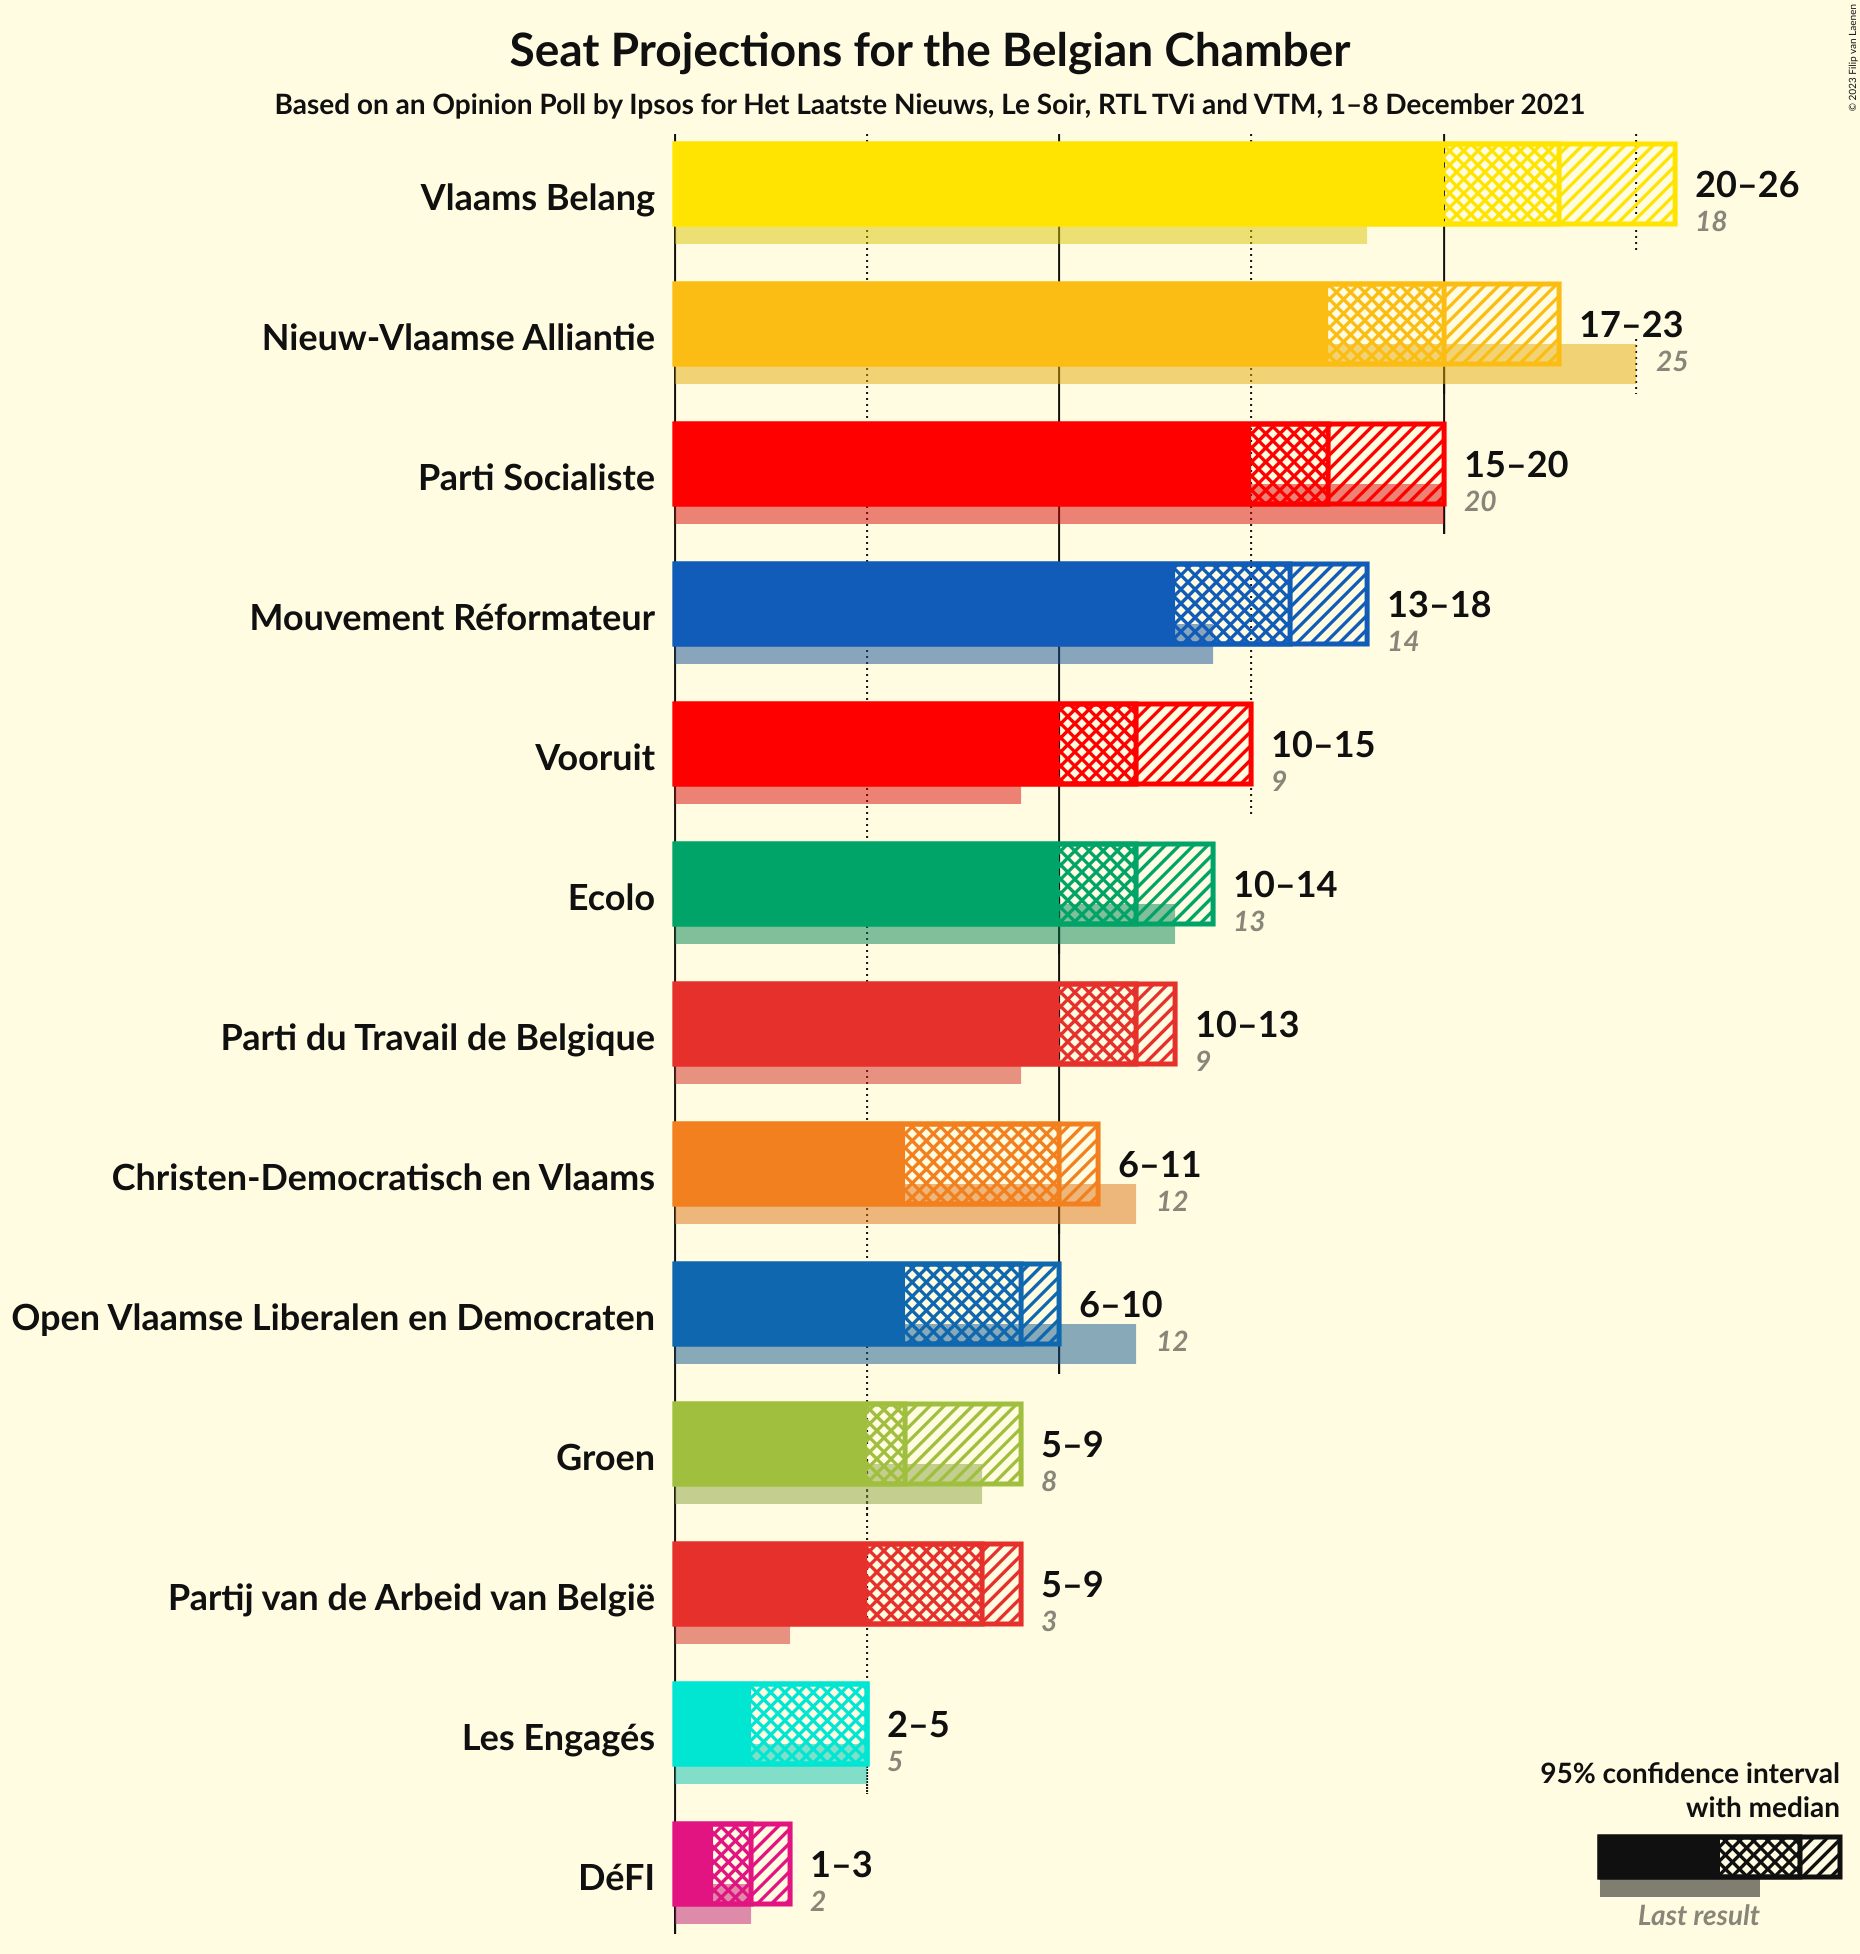 Seat Projections for the Belgian Chamber
Based on an Opinion Poll by Ipsos for Het Laatste Nieuws, Le Soir, RTL TVi and VTM, 1–8 December 2021
© 2023 Filip van Laenen
Vlaams Belang
20–26
18
Nieuw-Vlaamse Alliantie
17–23
25
Parti Socialiste
15–20
20
Mouvement Réformateur
13–18
14
Vooruit
10–15
9
Ecolo
10–14
13
Parti du Travail de Belgique
10–13
9
Christen-Democratisch en Vlaams
6–11
12
Open Vlaamse Liberalen en Democraten
6–10
12
Groen
5–9
8
Partij van de Arbeid van België
5–9
3
Les Engagés
2–5
5
DéFI
1–3
2
95% confidence interval
with median
Last result